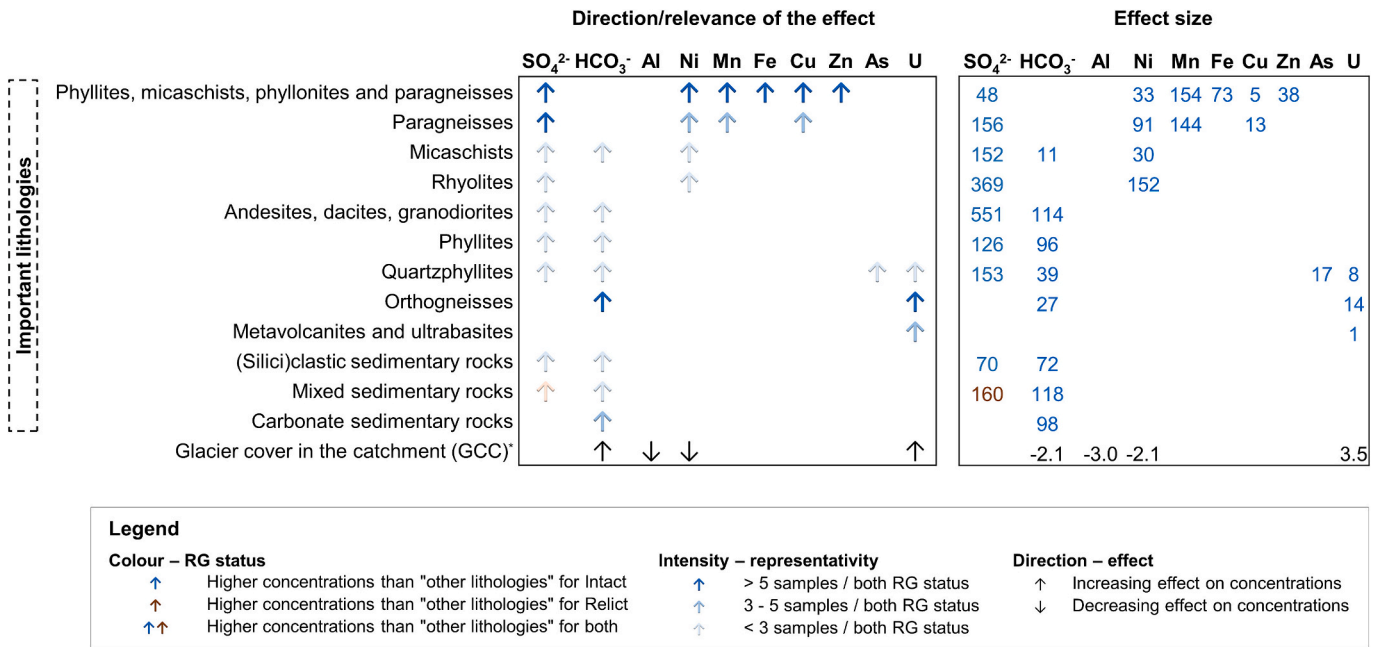 Direction/relevance of the effect Effect size
SO₄²⁻ HCO₃⁻ Al Ni Mn Fe Cu Zn As U SO₄²⁻ HCO₃⁻ Al Ni Mn Fe Cu Zn As U
Important lithologies
Phyllites, micaschists, phyllonites and paragneisses ↑ ↑ ↑ ↑ ↑ ↑ 48 33 154 73 5 38
Paragneisses ↑ ↑ ↑ ↑ 156 91 144 13
Micaschists ↑ ↑ ↑ 152 11 30
Rhyolites ↑ ↑ 369 152
Andesites, dacites, granodiorites ↑ ↑ 551 114
Phyllites ↑ ↑ 126 96
Quartzphyllites ↑ ↑ ↑ ↑ 153 39 17 8
Orthogneisses ↑ ↑ 27 14
Metavolcanites and ultrabasites ↑ 1
(Silici)clastic sedimentary rocks ↑ ↑ 70 72
Mixed sedimentary rocks ↑ ↑ 160 118
Carbonate sedimentary rocks ↑ 98
Glacier cover in the catchment (GCC)* ↑ ↓ ↓ ↑ -2.1 -3.0 -2.1 3.5
Legend
Colour – RG status
↑ Higher concentrations than "other lithologies" for Intact
↑ Higher concentrations than "other lithologies" for Relict
↑↑ Higher concentrations than "other lithologies" for both
Intensity – representativity
↑ > 5 samples / both RG status
↑ 3 - 5 samples / both RG status
↑ < 3 samples / both RG status
Direction – effect
↑ Increasing effect on concentrations
↓ Decreasing effect on concentrations